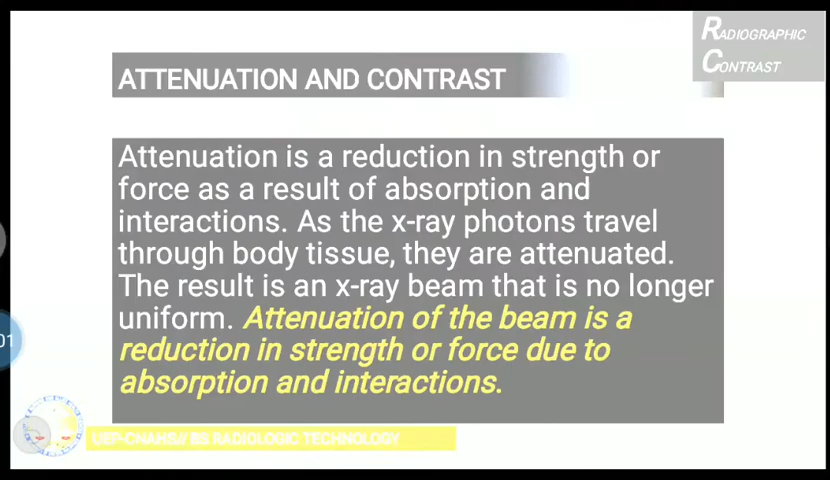 RADIOGRAPHIC
CONTRAST
ATTENUATION AND CONTRAST
Attenuation is a reduction in strength or
force as a result of absorption and
interactions. As the x-ray photons travel
through body tissue, they are attenuated.
The result is an x-ray beam that is no longer
uniform. Attenuation of the beam is a
reduction in strength or force due to
absorption and interactions.
01
UEP-CNAHS// BS RADIOLOGIC TECHNOLOGY